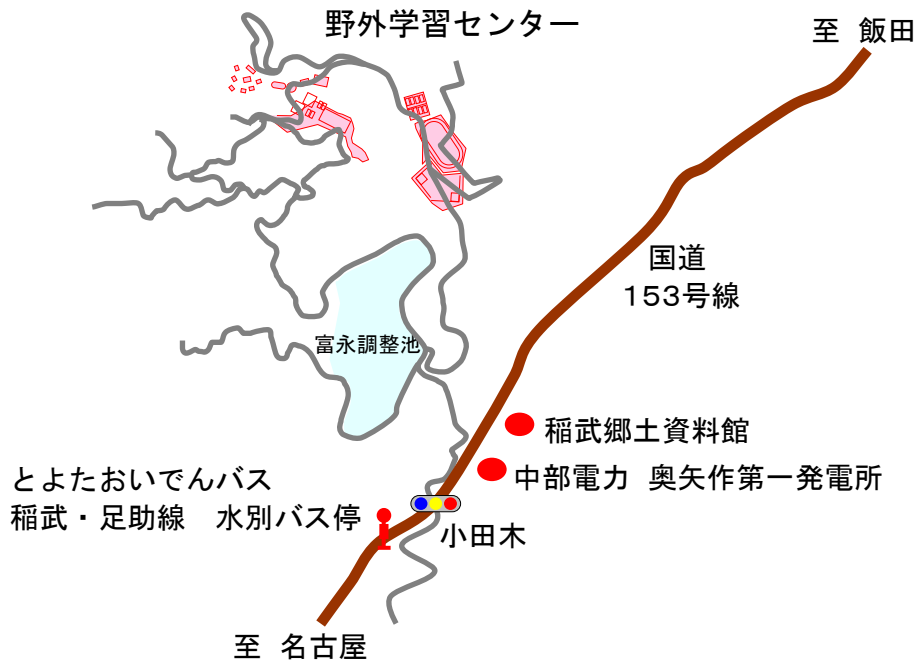 野外学習センター
至 飯田
国道
153号線
富永調整池
稲武郷土資料館
中部電力 奥矢作第一発電所
とよたおいでんバス
稲武・足助線 水別バス停
小田木
至 名古屋